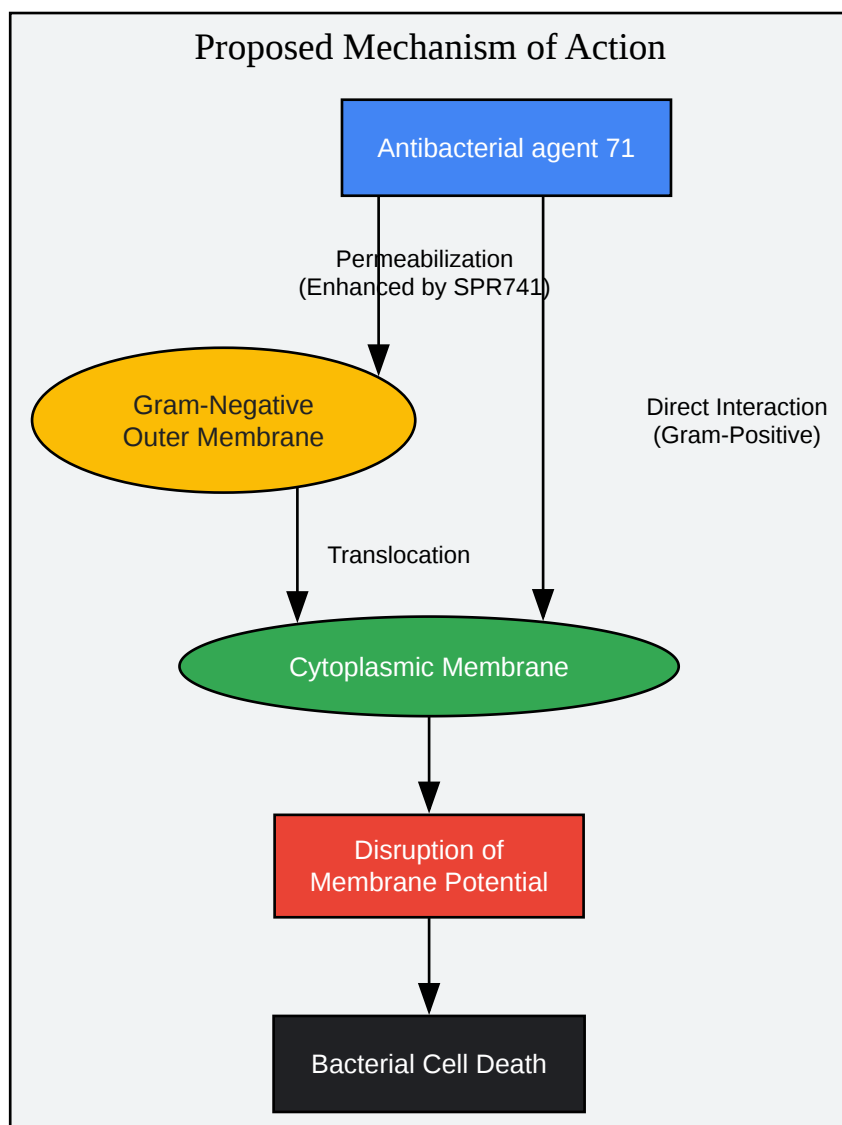 Proposed Mechanism of Action
Antibacterial agent 71
Permeabilization
(Enhanced by SPR741)
Gram-Negative
Outer Membrane
Direct Interaction
(Gram-Positive)
Translocation
Cytoplasmic Membrane
Disruption of
Membrane Potential
Bacterial Cell Death